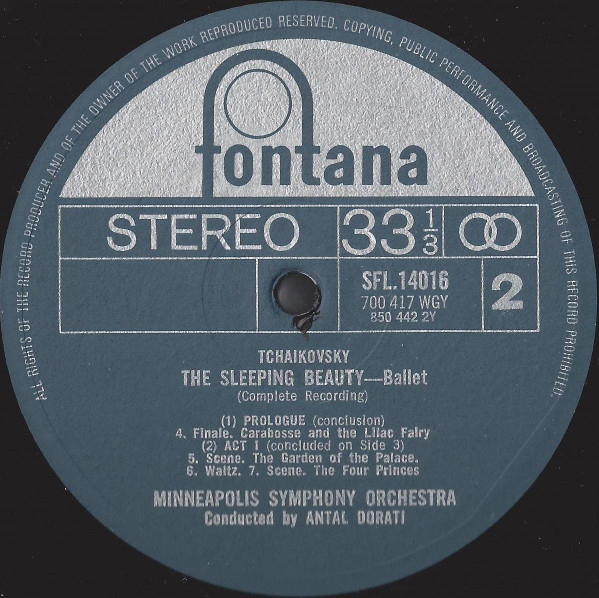 ALL RIGHTS OF THE RECORD PRODUCER AND OF THE OWNER OF THE WORK REPRODUCED RESERVED. COPYING, PUBLIC PERFORMANCE AND BROADCASTING OF THIS RECORD PROHIBITED.
fontana
STEREO 33 1/3
SFL.14016
700 417 WGY
850 442 2Y
2
TCHAIKOVSKY
THE SLEEPING BEAUTY—Ballet
(Complete Recording)
(1) PROLOGUE (conclusion)
4. Finale. Carabosse and the Lilac Fairy
(2) ACT I (concluded on Side 3)
5. Scene. The Garden of the Palace.
6. Waltz. 7. Scene. The Four Princes
MINNEAPOLIS SYMPHONY ORCHESTRA
Conducted by ANTAL DORATI